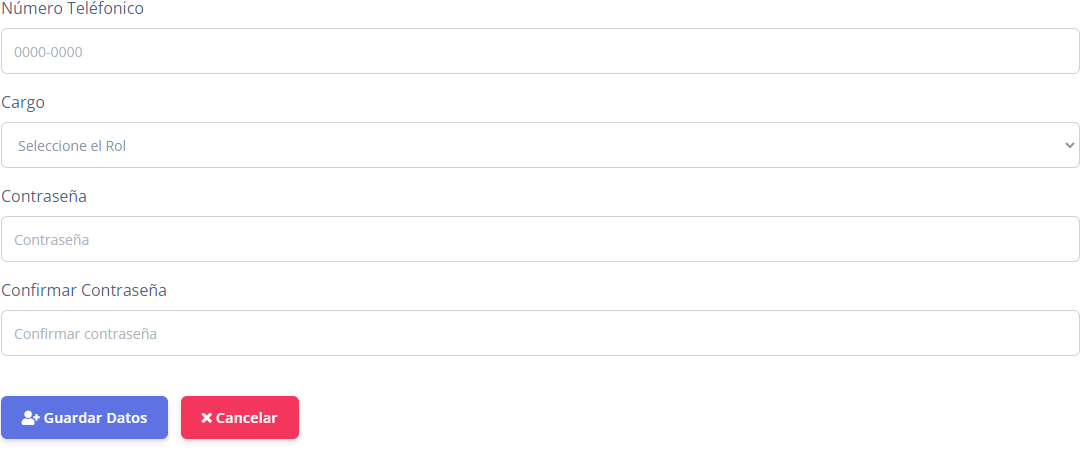 Número Teléfonico
0000-0000
Cargo
Seleccione el Rol
Contraseña
Contraseña
Confirmar Contraseña
Confirmar contraseña
Guardar Datos
Cancelar